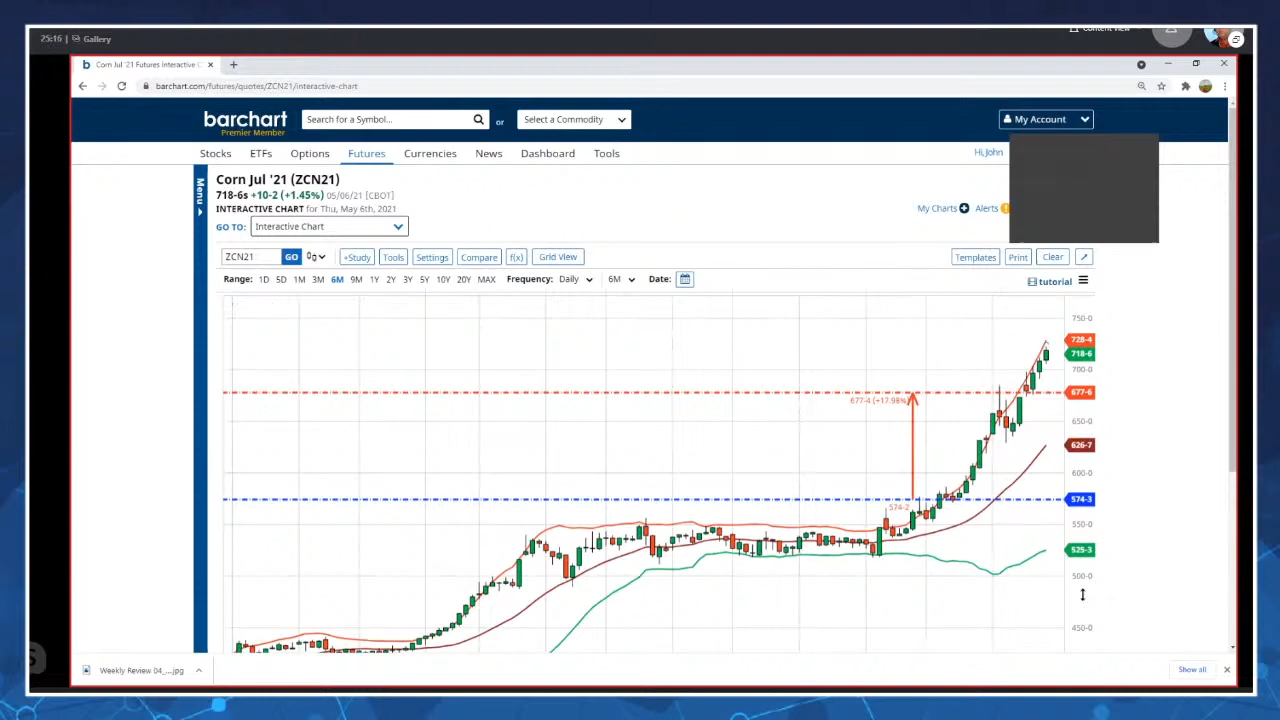 25:16 | Gallery
Content view
Corn Jul '21 Futures Interactive C
barchart.com/futures/quotes/ZCN21/interactive-chart
barchart
Premier Member
Search for a Symbol...
or
Select a Commodity
My Account
Stocks ETFs Options Futures Currencies News Dashboard Tools
Hi, John
Menu
Corn Jul '21 (ZCN21)
718-6s +10-2 (+1.45%) 05/06/21 [CBOT]
INTERACTIVE CHART for Thu, May 6th, 2021
My Charts Alerts
GO TO: Interactive Chart
ZCN21 GO +Study Tools Settings Compare f(x) Grid View Templates Print Clear
Range: 1D 5D 1M 3M 6M 9M 1Y 2Y 3Y 5Y 10Y 20Y MAX Frequency: Daily 6M Date: tutorial
750-0
728-4
718-6
700-0
677-6
677-4 (+17.98%)
650-0
626-7
600-0
574-3
574-2
550-0
525-3
500-0
450-0
Weekly Review 04_....jpg
Show all